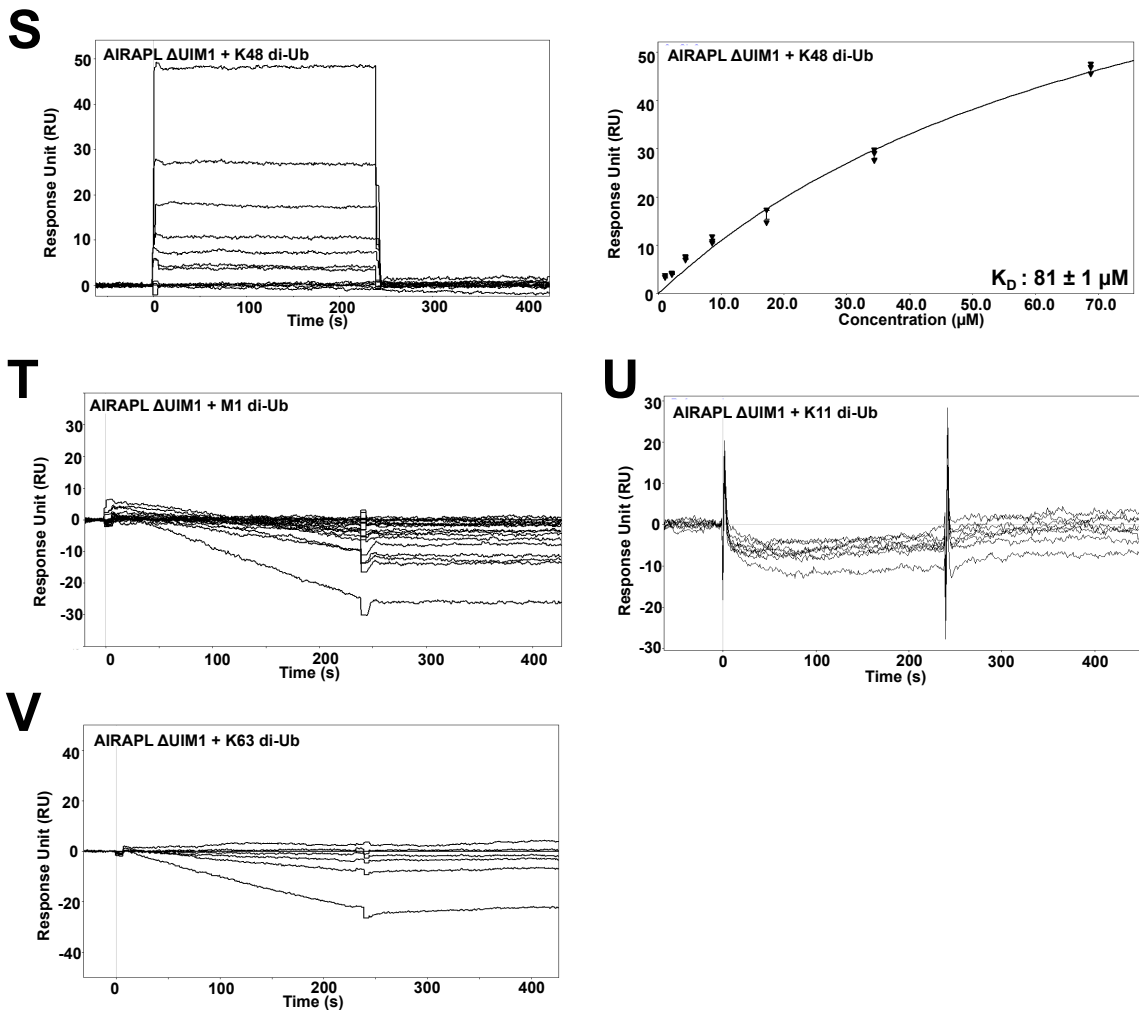 S
AIRAPL ΔUIM1 + K48 di-Ub
Response Unit (RU)
50
40
30
20
10
0
0
100
200
300
400
Time (s)
AIRAPL ΔUIM1 + K48 di-Ub
Response Unit (RU)
50
40
30
20
10
0
0
10.0
20.0
30.0
40.0
50.0
60.0
70.0
Concentration (µM)
K_D : 81 ± 1 µM
T
AIRAPL ΔUIM1 + M1 di-Ub
Response Unit (RU)
30
20
10
0
-10
-20
-30
0
100
200
300
400
Time (s)
U
AIRAPL ΔUIM1 + K11 di-Ub
Response Unit (RU)
30
20
10
0
-10
-20
-30
0
100
200
300
400
Time (s)
V
AIRAPL ΔUIM1 + K63 di-Ub
Response Unit (RU)
40
20
0
-20
-40
0
100
200
300
400
Time (s)